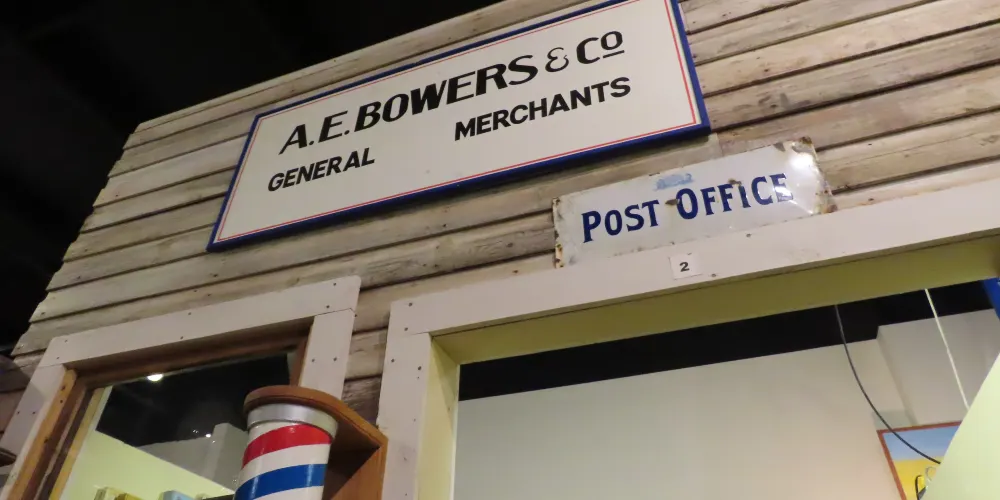 A.E. BOWERS & Co
GENERAL MERCHANTS
POST OFFICE
2